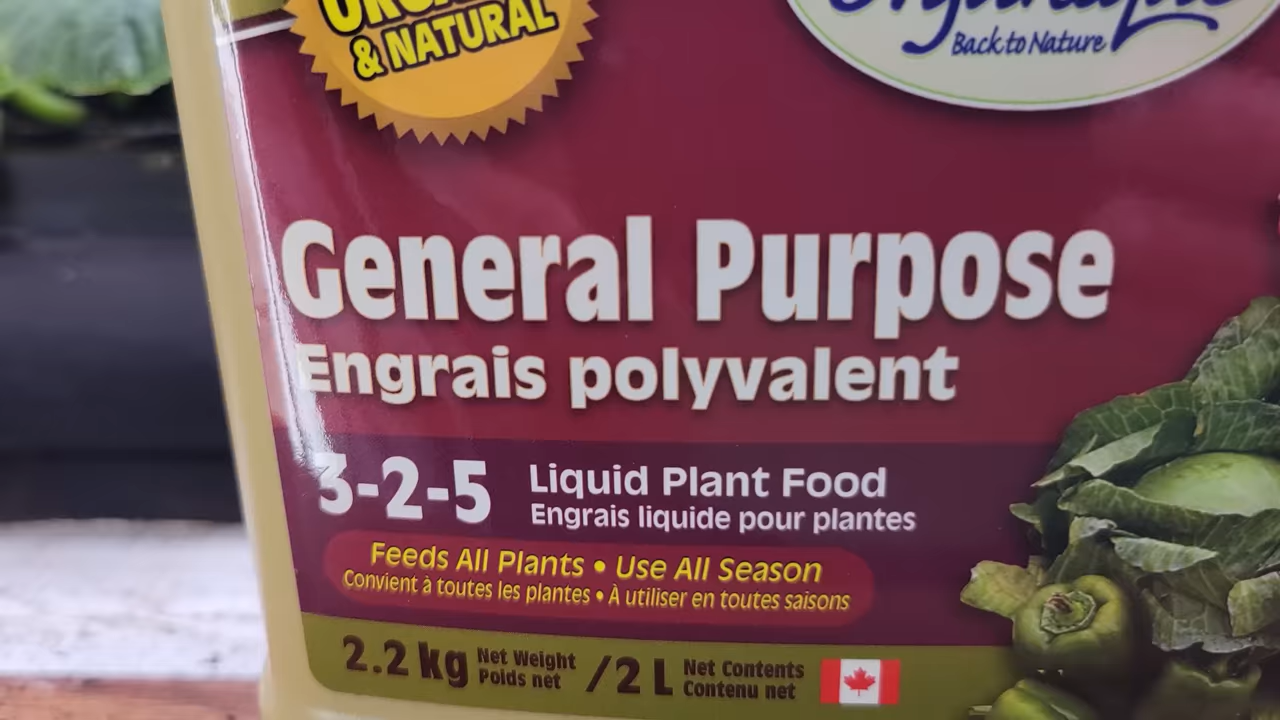 & NATURAL
Back to Nature
General Purpose
Engrais polyvalent
3-2-5
Liquid Plant Food
Engrais liquide pour plantes
Feeds All Plants • Use All Season
Convient à toutes les plantes • À utiliser en toutes saisons
2.2 kg Net Weight Poids net / 2 L Net Contents Contenu net